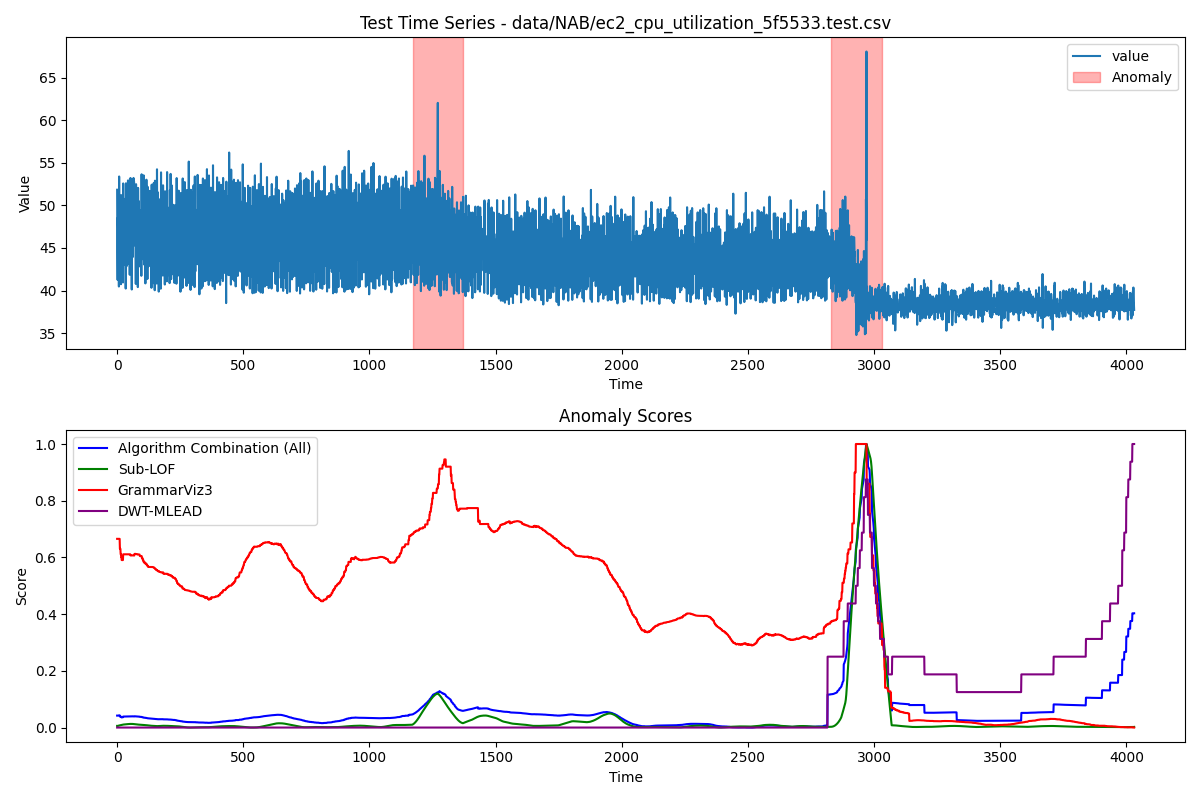 Test Time Series - data/NAB/ec2_cpu_utilization_5f5533.test.csv
Value
65
60
55
50
45
40
35
value
Anomaly
0 500 1000 1500 2000 2500 3000 3500 4000
Time
Anomaly Scores
Score
1.0
0.8
0.6
0.4
0.2
0.0
Algorithm Combination (All)
Sub-LOF
GrammarViz3
DWT-MLEAD
0 500 1000 1500 2000 2500 3000 3500 4000
Time